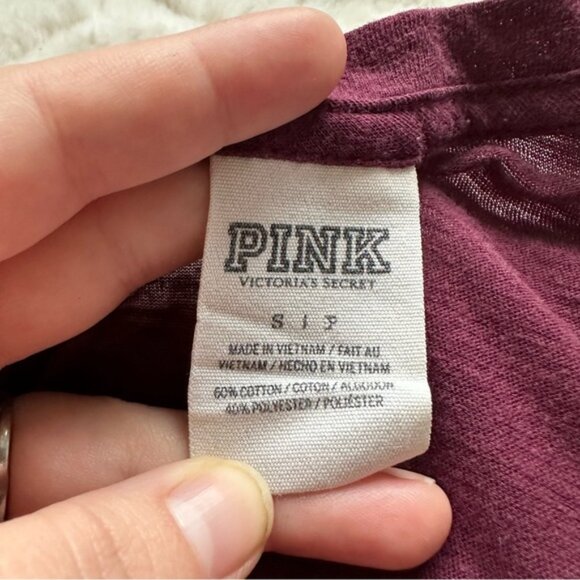 PINK
VICTORIA'S SECRET
S / P
MADE IN VIETNAM / FAIT AU
VIETNAM / HECHO EN VIETNAM
60% COTTON / COTON / ALGODON
40% POLYESTER / POLIÉSTER